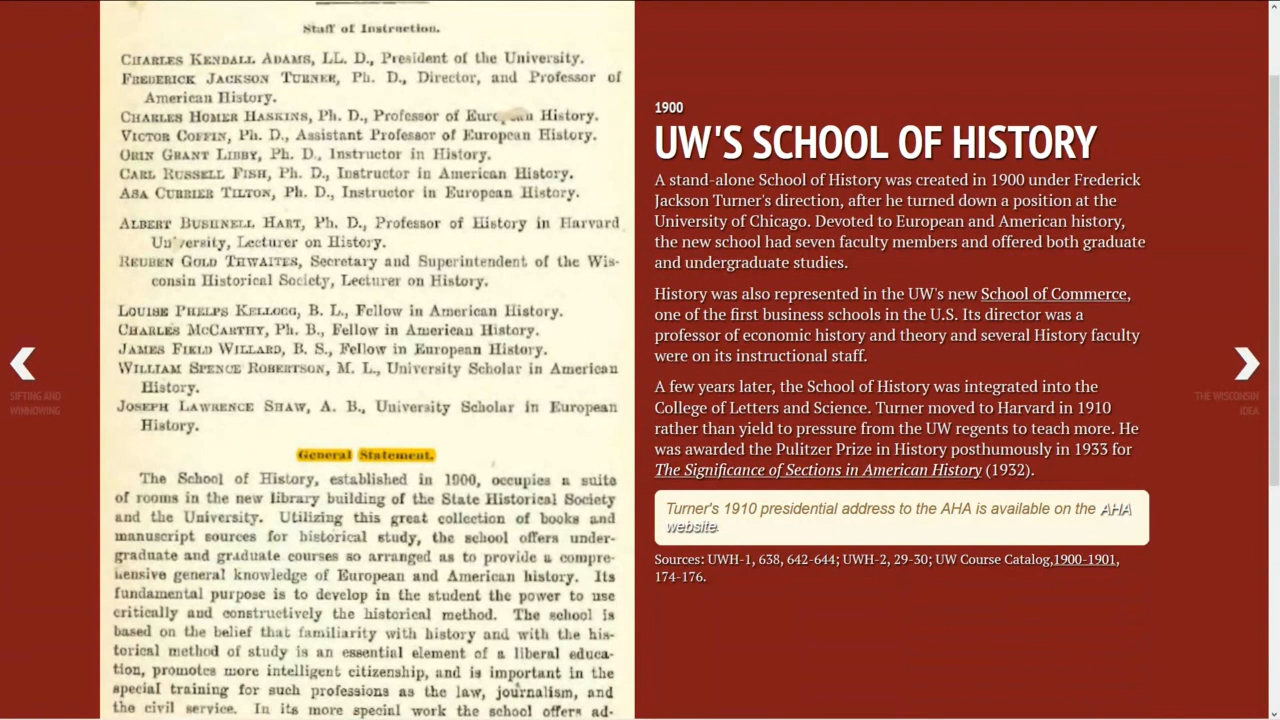 Staff of Instruction.
CHARLES KENDALL ADAMS, LL. D., President of the University.
FREDERICK JACKSON TURNER, Ph. D., Director, and Professor of
American History.
CHARLES HOMER HASKINS, Ph. D., Professor of European History.
VICTOR COFFIN, Ph. D., Assistant Professor of European History.
ORIN GRANT LIBBY, Ph. D., Instructor in History.
CARL RUSSELL FISH, Ph. D., Instructor in American History.
ASA CURRIER TILTON, Ph. D., Instructor in European History.
ALBERT BUSHNELL HART, Ph. D., Professor of History in Harvard
University, Lecturer on History.
REUBEN GOLD THWAITES, Secretary and Superintendent of the Wis-
consin Historical Society, Lecturer on History.
LOUISE PHELPS KELLOGG, B. L., Fellow in American History.
CHARLES MCCARTHY, Ph. B., Fellow in American History.
JAMES FIELD WILLARD, B. S., Fellow in European History.
WILLIAM SPENCE ROBERTSON, M. L., University Scholar in American
History.
JOSEPH LAWRENCE SHAW, A. B., University Scholar in European
History.
General Statement.
The School of History, established in 1900, occupies a suite
of rooms in the new library building of the State Historical Society
and the University. Utilizing this great collection of books and
manuscript sources for historical study, the school offers under-
graduate and graduate courses so arranged as to provide a compre-
hensive general knowledge of European and American history. Its
fundamental purpose is to develop in the student the power to use
critically and constructively the historical method. The school is
based on the belief that familiarity with history and with the his-
torical method of study is an essential element of a liberal educa-
tion, promotes more intelligent citizenship, and is important in the
special training for such professions as the law, journalism, and
the civil service. In its more special work the school offers ad-
1900
UW'S SCHOOL OF HISTORY
A stand-alone School of History was created in 1900 under Frederick
Jackson Turner's direction, after he turned down a position at the
University of Chicago. Devoted to European and American history,
the new school had seven faculty members and offered both graduate
and undergraduate studies.
History was also represented in the UW's new School of Commerce,
one of the first business schools in the U.S. Its director was a
professor of economic history and theory and several History faculty
were on its instructional staff.
A few years later, the School of History was integrated into the
College of Letters and Science. Turner moved to Harvard in 1910
rather than yield to pressure from the UW regents to teach more. He
was awarded the Pulitzer Prize in History posthumously in 1933 for
The Significance of Sections in American History (1932).
Turner's 1910 presidential address to the AHA is available on the AHA
website.
Sources: UWH-1, 638, 642-644; UWH-2, 29-30; UW Course Catalog,1900-1901,
174-176.
SIFTING AND
WINNOWING
THE WISCONSIN
IDEA